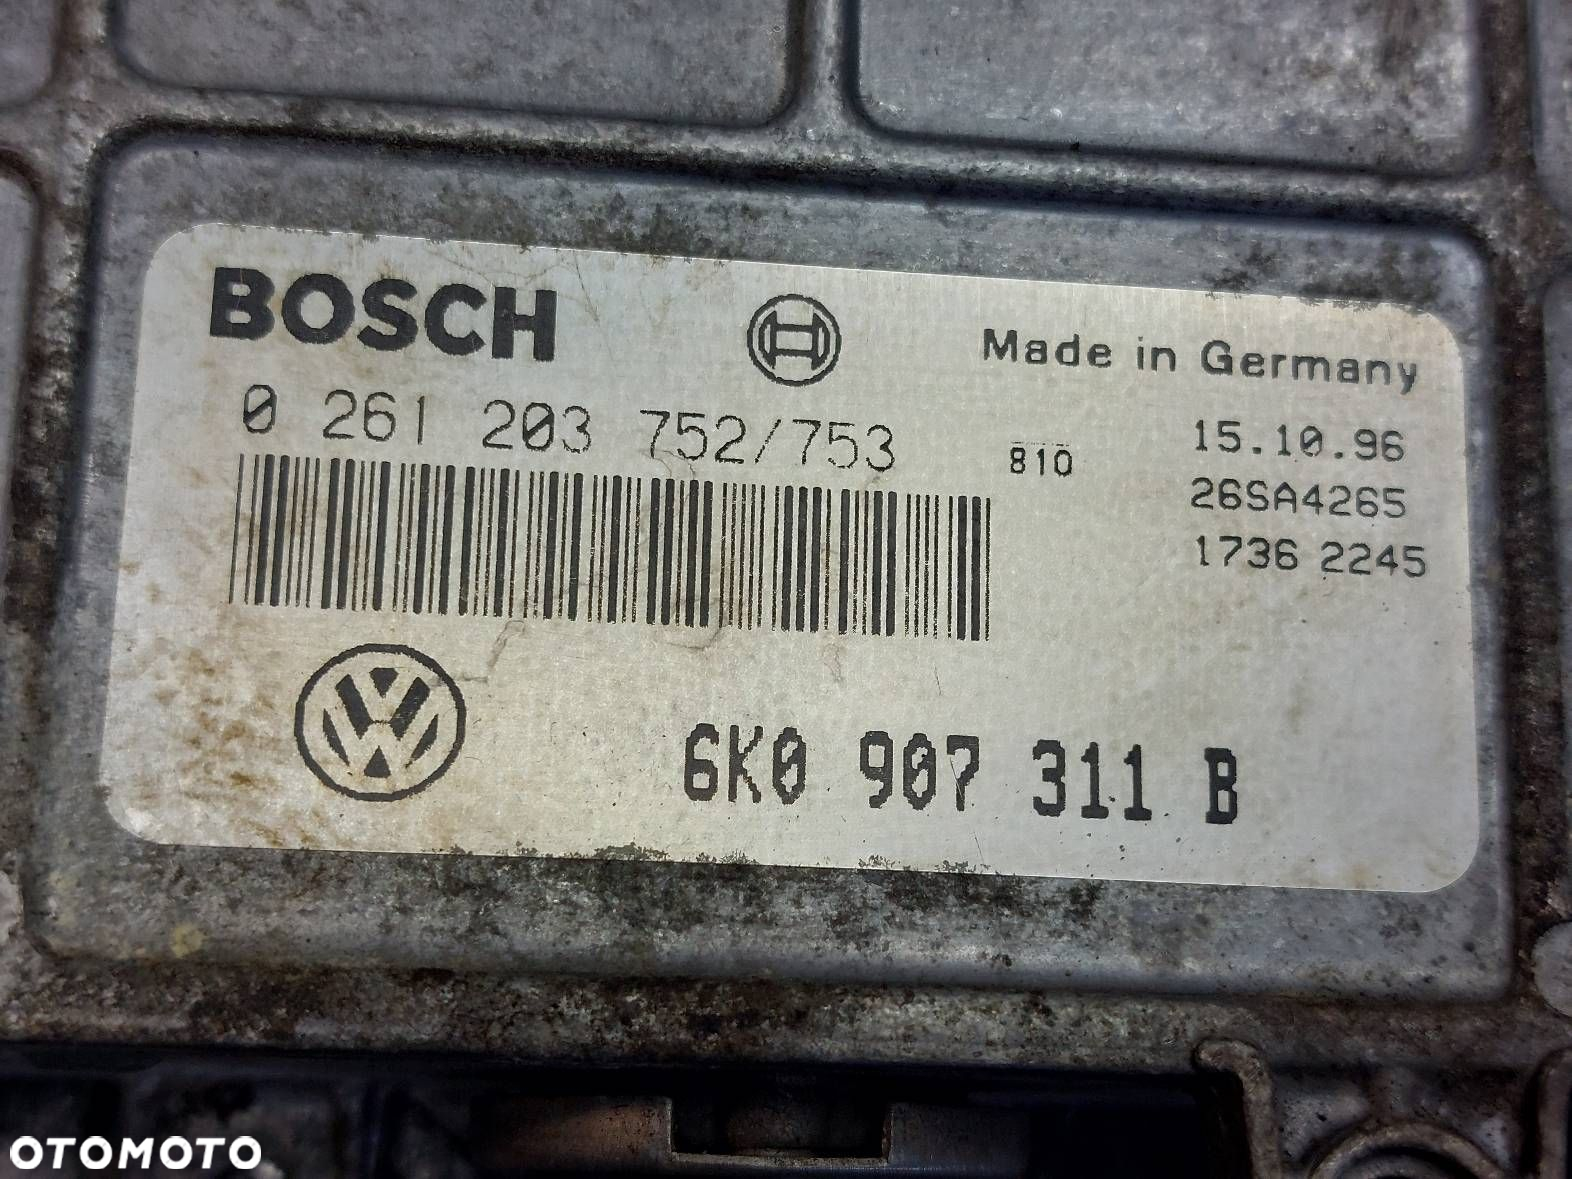 BOSCH
Made in Germany
0 261 203 752/753
810
15.10.96
26SA4265
1736 2245
6K0 907 311 B
OTOMOTO